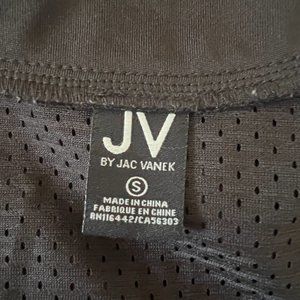 JV
BY JAC VANEK
S
MADE IN CHINA
FABRIQUE EN CHINE
RN116442/CA56303